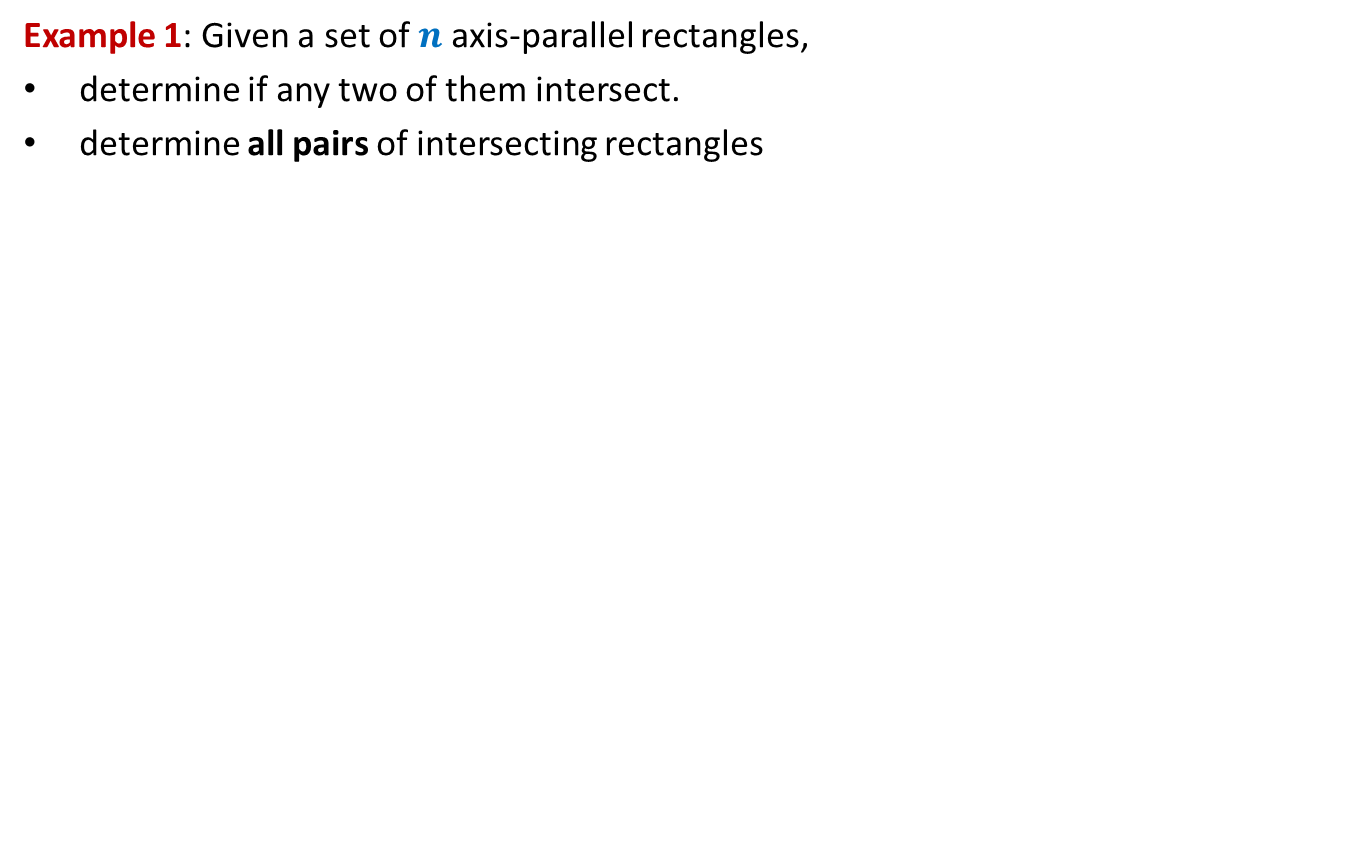 Example 1: Given a set of n axis-parallel rectangles,
• determine if any two of them intersect.
• determine all pairs of intersecting rectangles